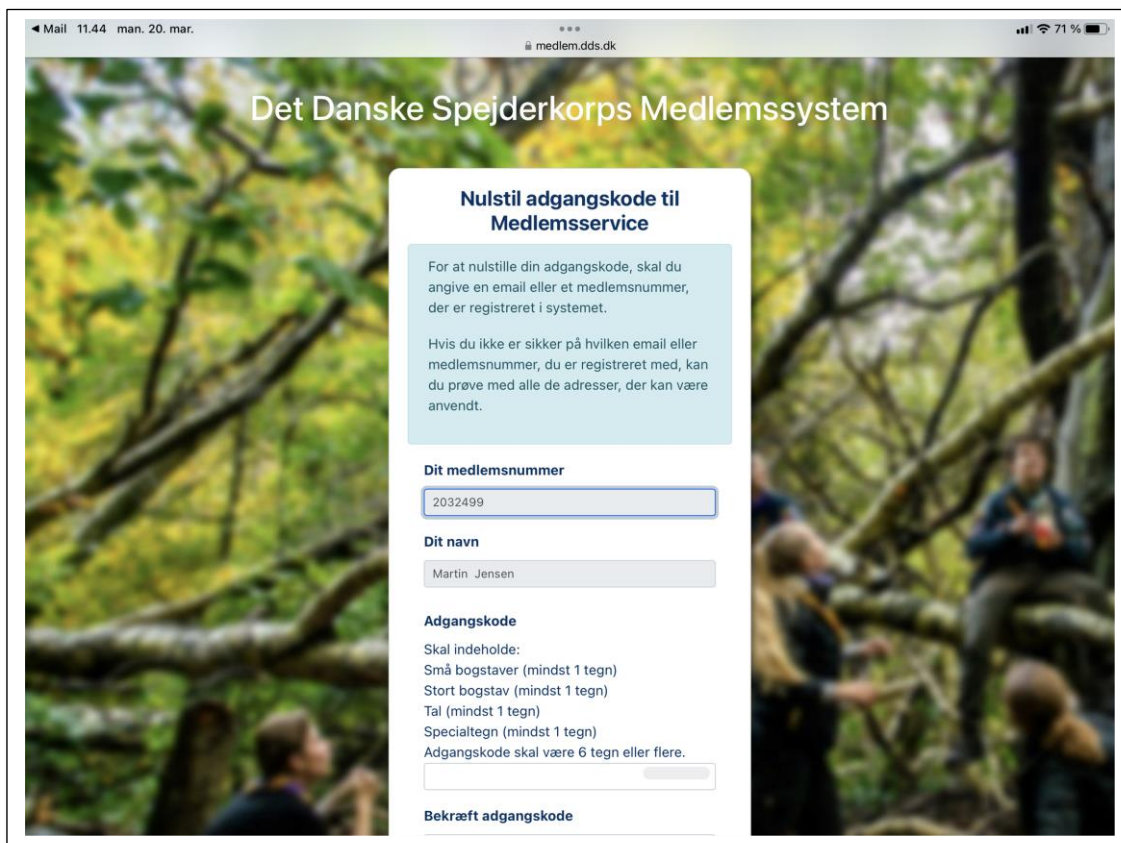 Mail 11.44 man. 20. mar.
71 %
medlem.dds.dk
Det Danske Spejderkorps Medlemssystem
Nulstil adgangskode til
Medlemsservice
For at nulstille din adgangskode, skal du
angive en email eller et medlemsnummer,
der er registreret i systemet.
Hvis du ikke er sikker på hvilken email eller
medlemsnummer, du er registreret med, kan
du prøve med alle de adresser, der kan være
anvendt.
Dit medlemsnummer
2032499
Dit navn
Martin Jensen
Adgangskode
Skal indeholde:
Små bogstaver (mindst 1 tegn)
Stort bogstav (mindst 1 tegn)
Tal (mindst 1 tegn)
Specialtegn (mindst 1 tegn)
Adgangskode skal være 6 tegn eller flere.
Bekræft adgangskode